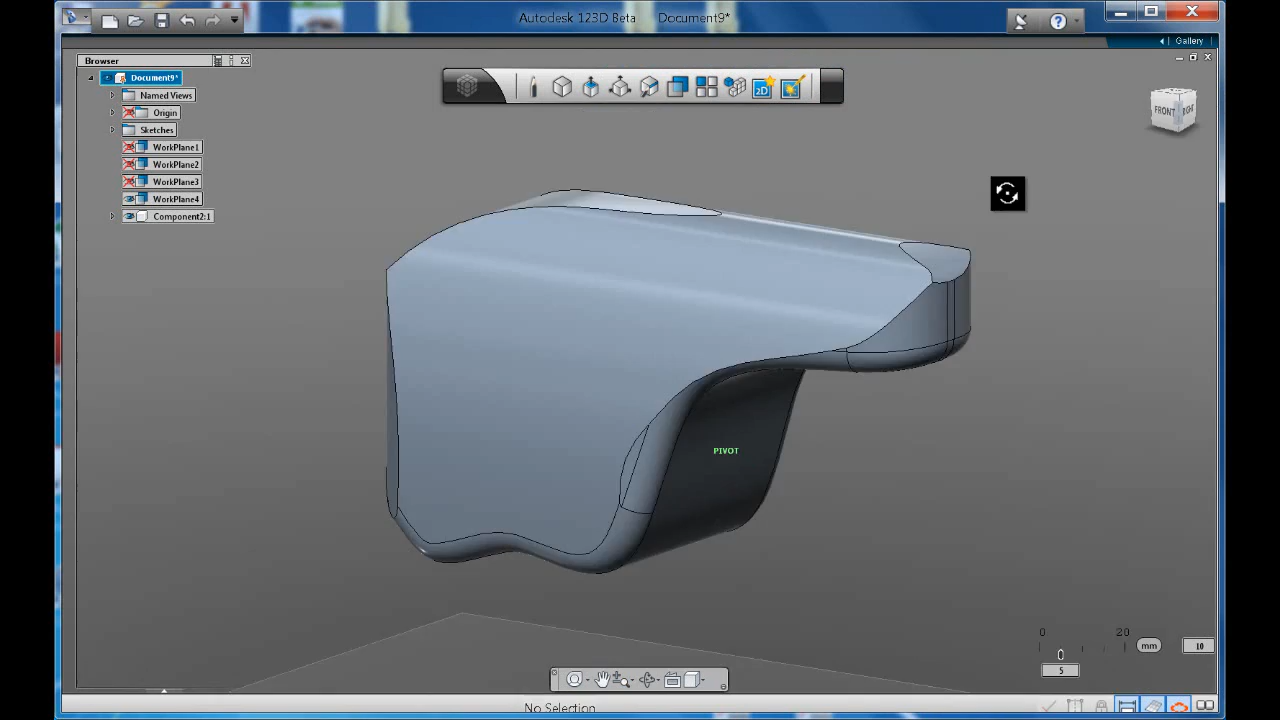 Autodesk 123D Beta Document9*
Gallery
Browser
Document9*
Named Views
Origin
Sketches
WorkPlane1
WorkPlane2
WorkPlane3
WorkPlane4
Component2:1
2D
FRONT
PIVOT
0 20
mm
10
5
No Selection